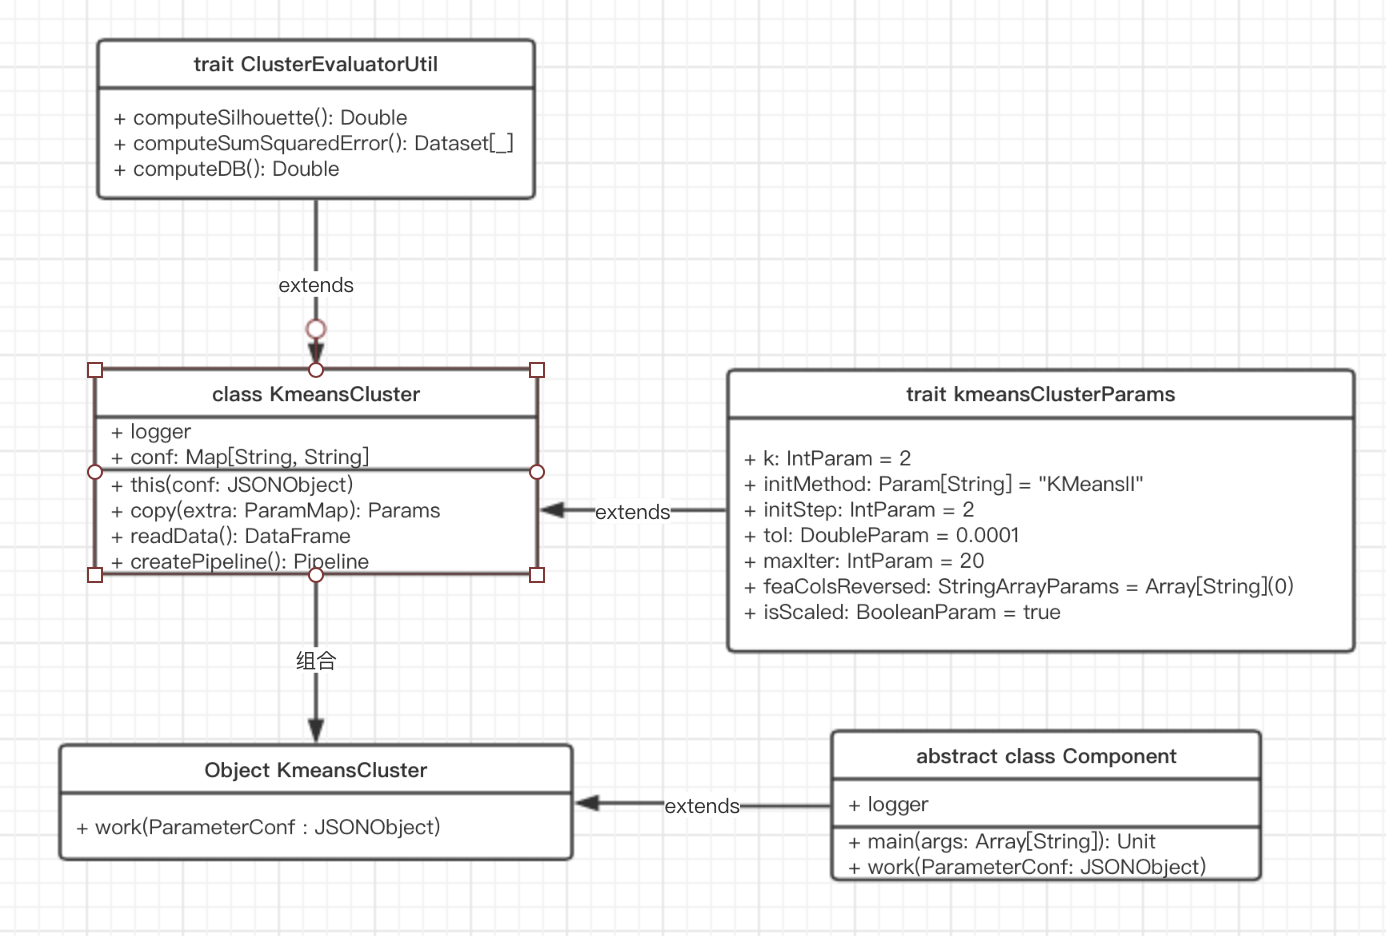 trait ClusterEvaluatorUtil
+ computeSilhouette(): Double
+ computeSumSquaredError(): Dataset[_]
+ computeDB(): Double
extends
class KmeansCluster
+ logger
+ conf: Map[String, String]
+ this(conf: JSONObject)
+ copy(extra: ParamMap): Params
+ readData(): DataFrame
+ createPipeline(): Pipeline
extends
trait kmeansClusterParams
+ k: IntParam = 2
+ initMethod: Param[String] = "KMeansII"
+ initStep: IntParam = 2
+ tol: DoubleParam = 0.0001
+ maxIter: IntParam = 20
+ feaColsReversed: StringArrayParams = Array[String](0)
+ isScaled: BooleanParam = true
组合
Object KmeansCluster
+ work(ParameterConf : JSONObject)
extends
abstract class Component
+ logger
+ main(args: Array[String]): Unit
+ work(ParameterConf: JSONObject)